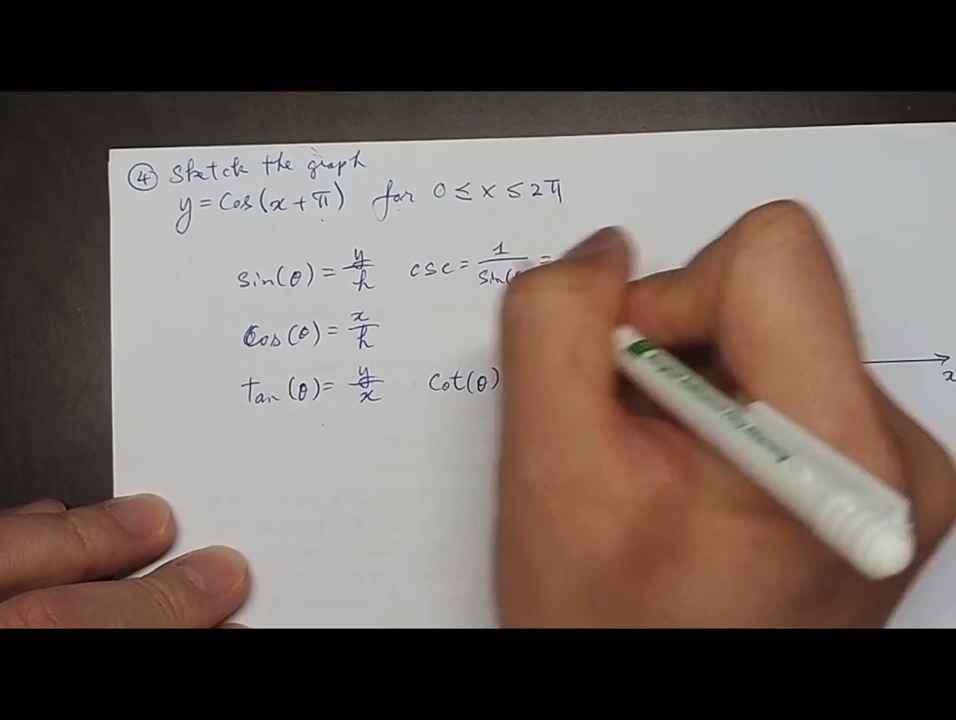 ④ Sketch the graph
y = Cos(x + π) for 0 ≤ x ≤ 2π
sin(θ) = y/h csc = 1/sin( =
Cos(θ) = x/h
tan(θ) = y/x Cot(θ)
x